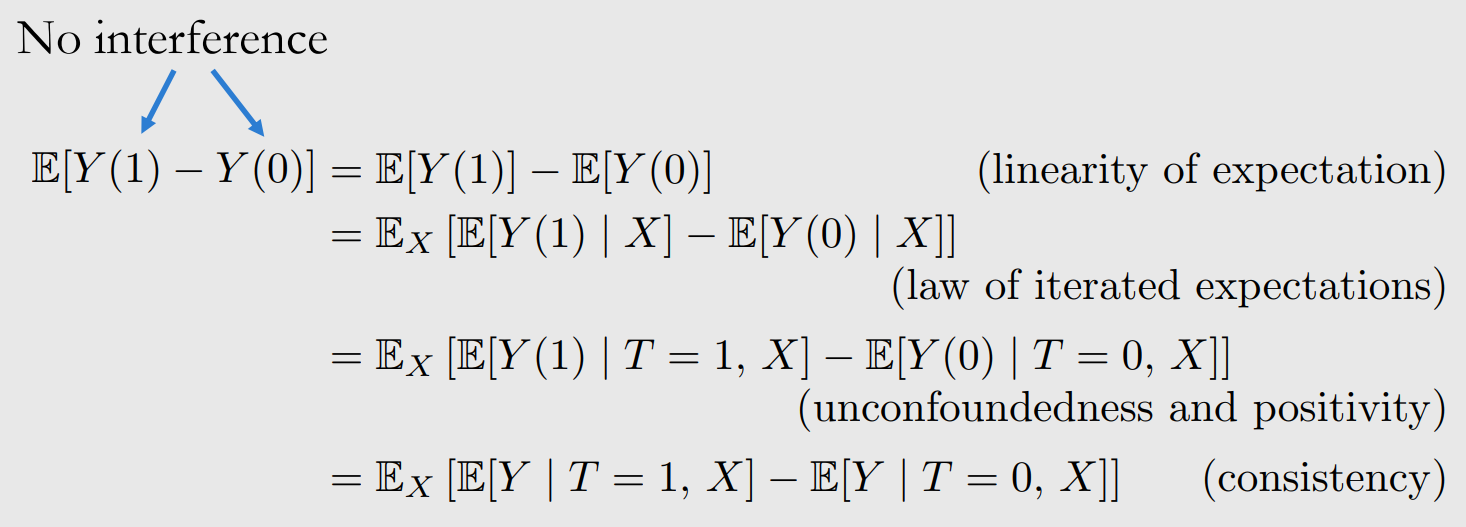 No interference
𝔼[Y(1) − Y(0)] = 𝔼[Y(1)] − 𝔼[Y(0)] (linearity of expectation)
= 𝔼_X [𝔼[Y(1) | X] − 𝔼[Y(0) | X]]
(law of iterated expectations)
= 𝔼_X [𝔼[Y(1) | T = 1, X] − 𝔼[Y(0) | T = 0, X]]
(unconfoundedness and positivity)
= 𝔼_X [𝔼[Y | T = 1, X] − 𝔼[Y | T = 0, X]] (consistency)